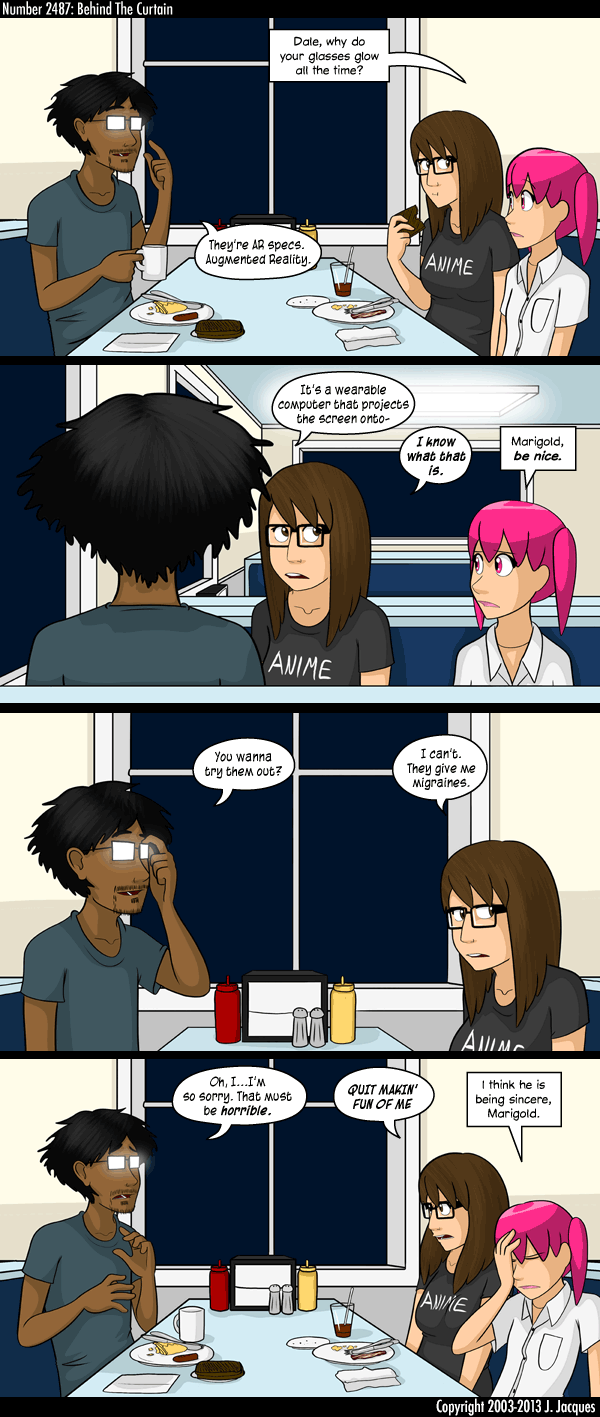 Number 2487: Behind The Curtain
Dale, why do
your glasses glow
all the time?
They're AR specs.
Augmented Reality.
ANIME
It's a wearable
computer that projects
the screen onto-
I know
what that
is.
Marigold,
be nice.
ANIME
You wanna
try them out?
I can't.
They give me
migraines.
ANIME
Oh, I...I'm
so sorry. That must
be horrible.
QUIT MAKIN'
FUN OF ME
I think he is
being sincere,
Marigold.
ANIME
Copyright 2003-2013 J. Jacques